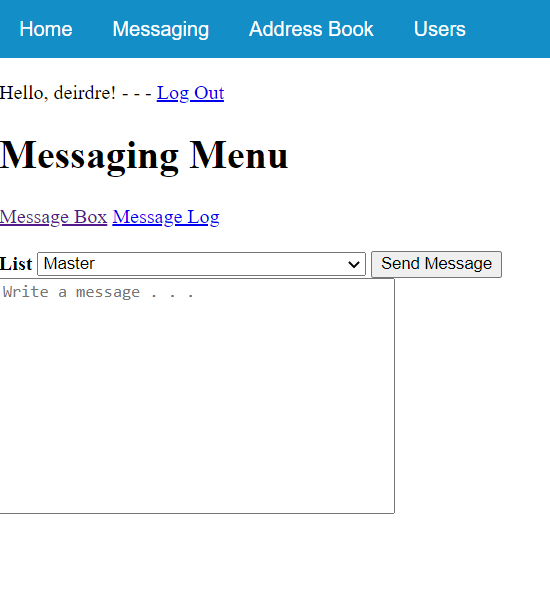 Home Messaging Address Book Users
Hello, deirdre! - - - Log Out
Messaging Menu
Message Box Message Log
List Master Send Message
Write a message . . .